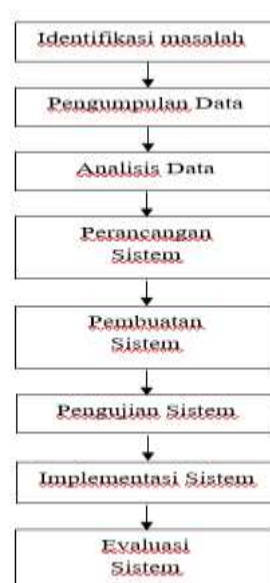 Identifikasi masalah
Pengumpulan Data
Analisis Data
Perancangan
Sistem
Pembuatan
Sistem
Pengujian Sistem
Implementasi Sistem
Evaluasi
Sistem